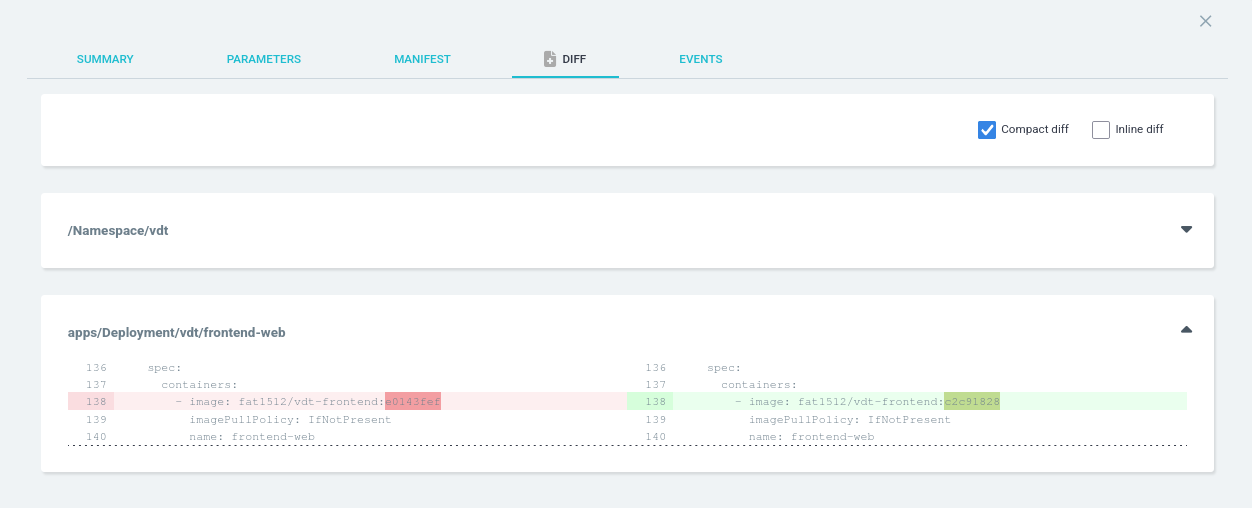 SUMMARY PARAMETERS MANIFEST DIFF EVENTS
Compact diff Inline diff
/Namespace/vdt
apps/Deployment/vdt/frontend-web
136 spec: 136 spec:
137 containers: 137 containers:
138 - image: fat1512/vdt-frontend:e0143fef 138 - image: fat1512/vdt-frontend:c2c91828
139 imagePullPolicy: IfNotPresent 139 imagePullPolicy: IfNotPresent
140 name: frontend-web 140 name: frontend-web